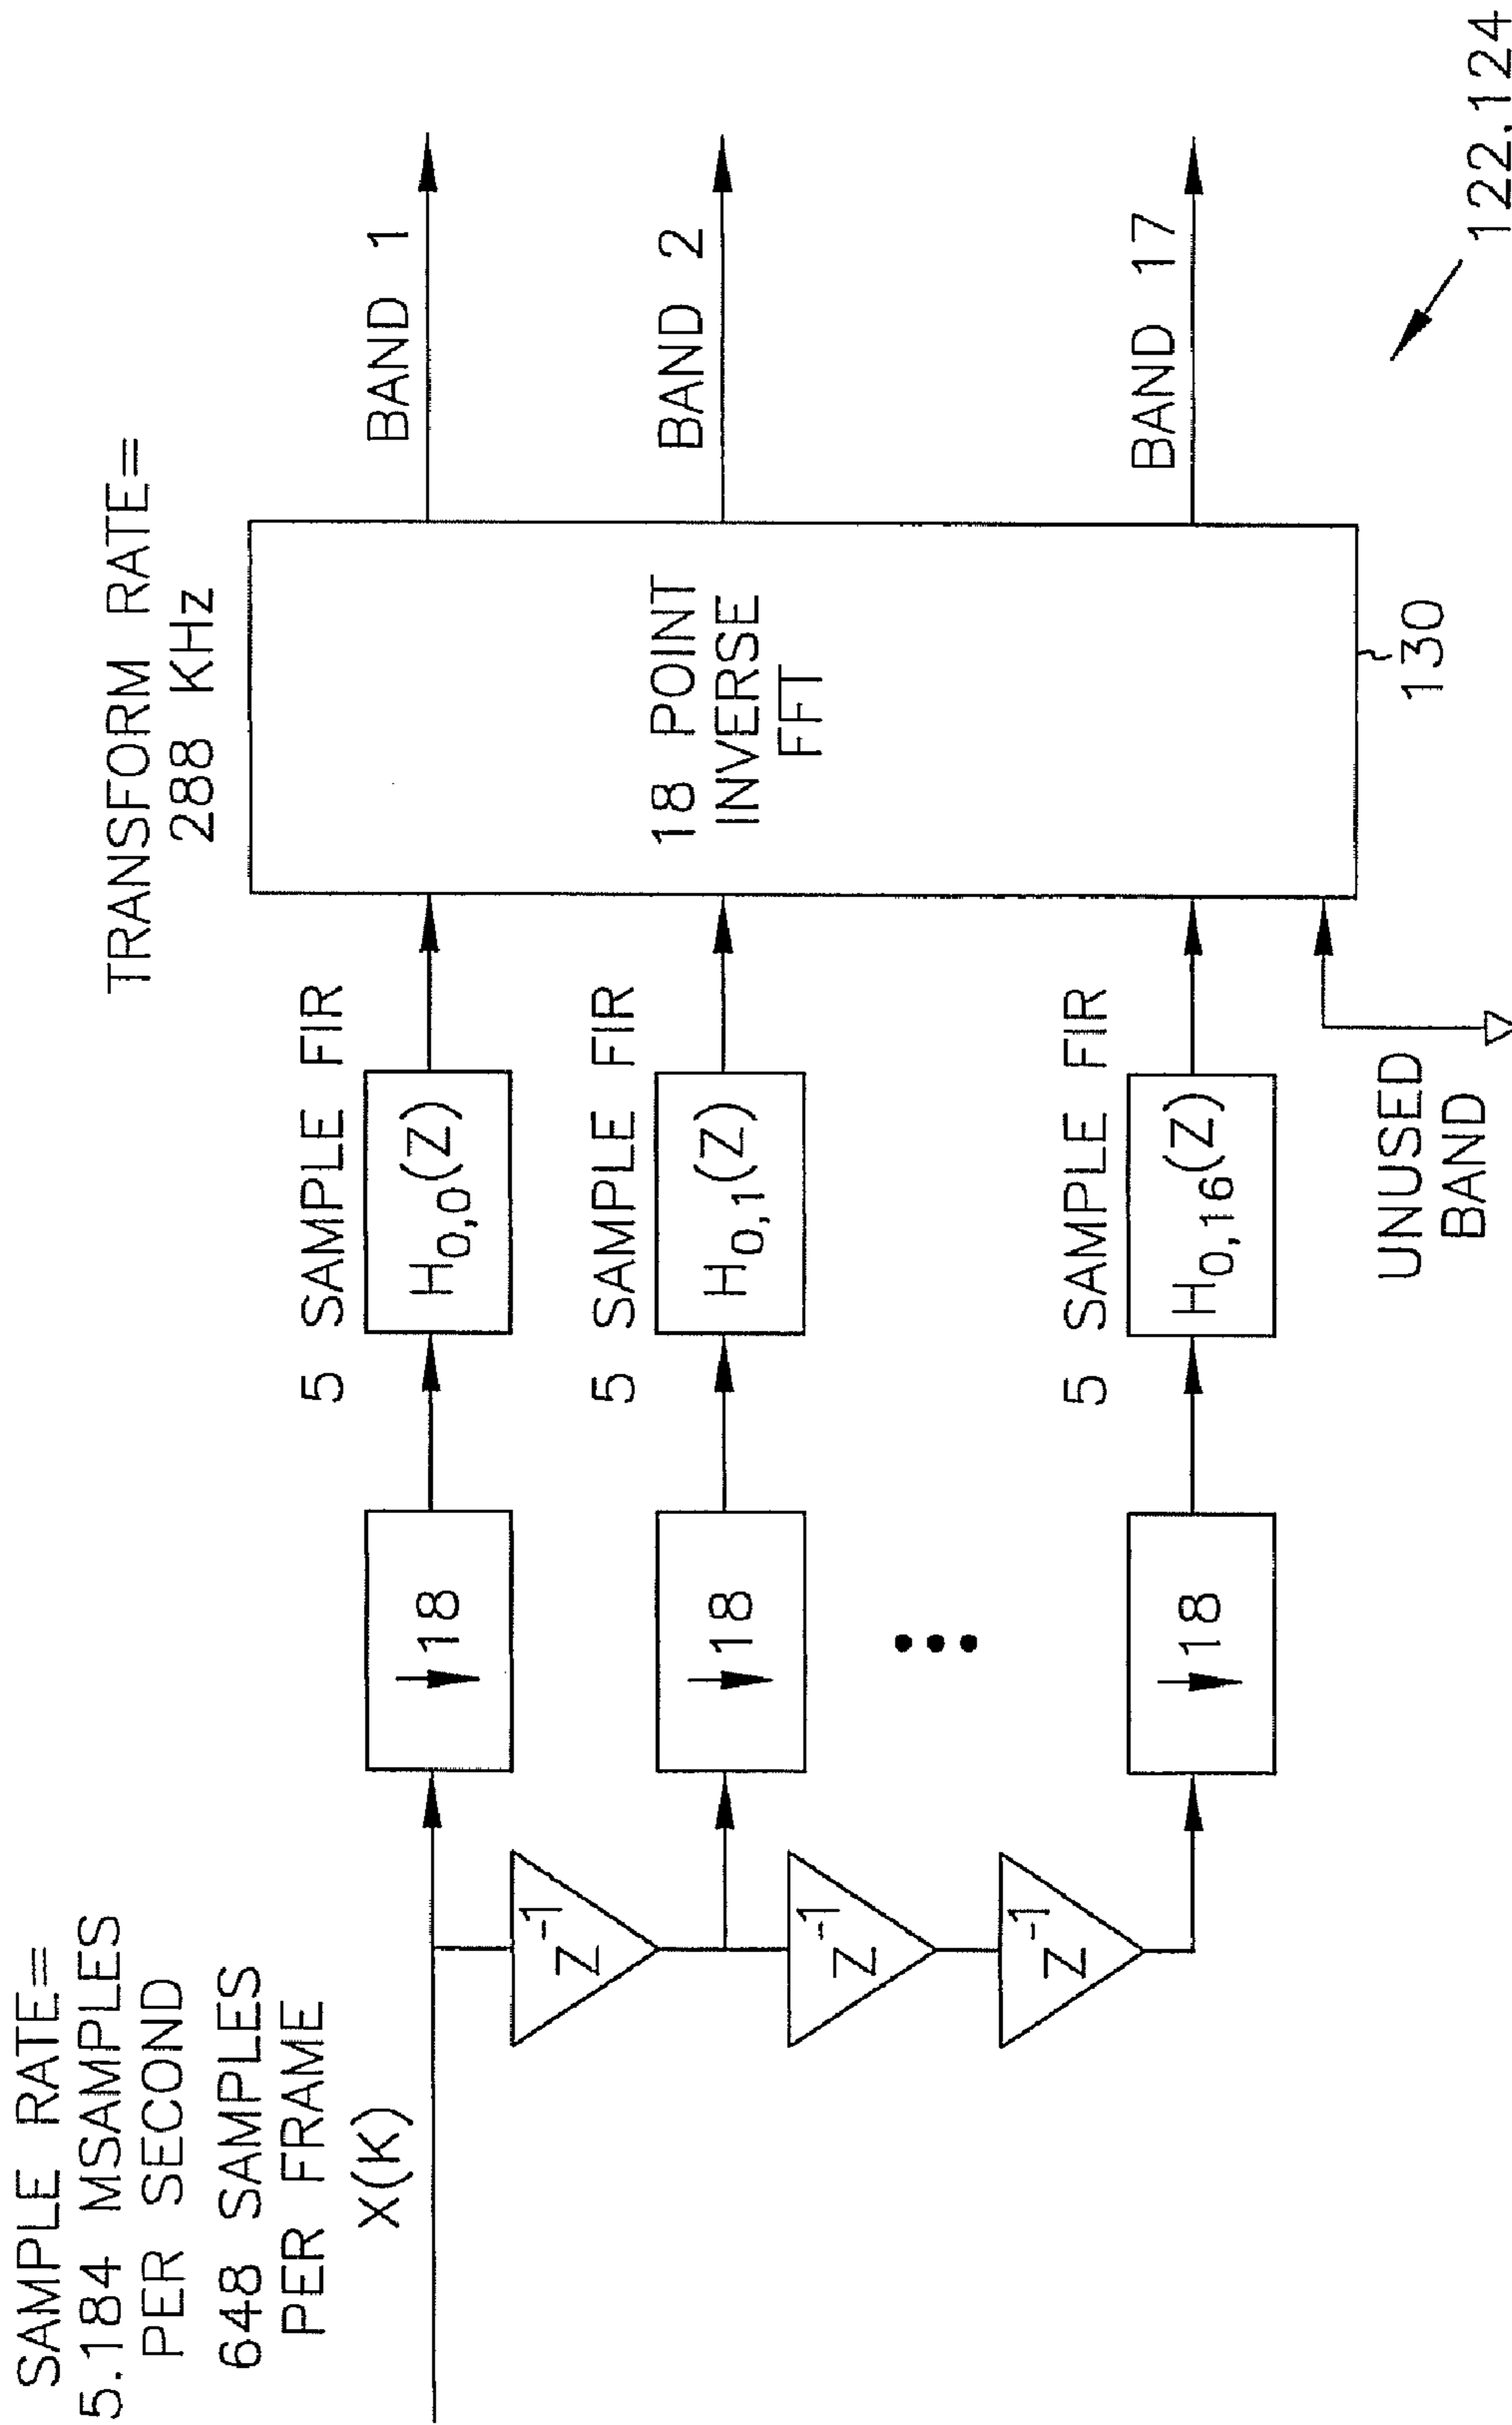 SAMPLE RATE=
5.184 MSAMPLES
PER SECOND
648 SAMPLES
PER FRAME
X(K)
Z-1
Z-1
Z-1
↓18
↓18
↓18
5 SAMPLE FIR
H0,0(Z)
5 SAMPLE FIR
H0,1(Z)
5 SAMPLE FIR
H0,16(Z)
UNUSED
BAND
TRANSFORM RATE=
288 KHz
18 POINT
INVERSE
FFT
130
BAND 1
BAND 2
BAND 17
122,124